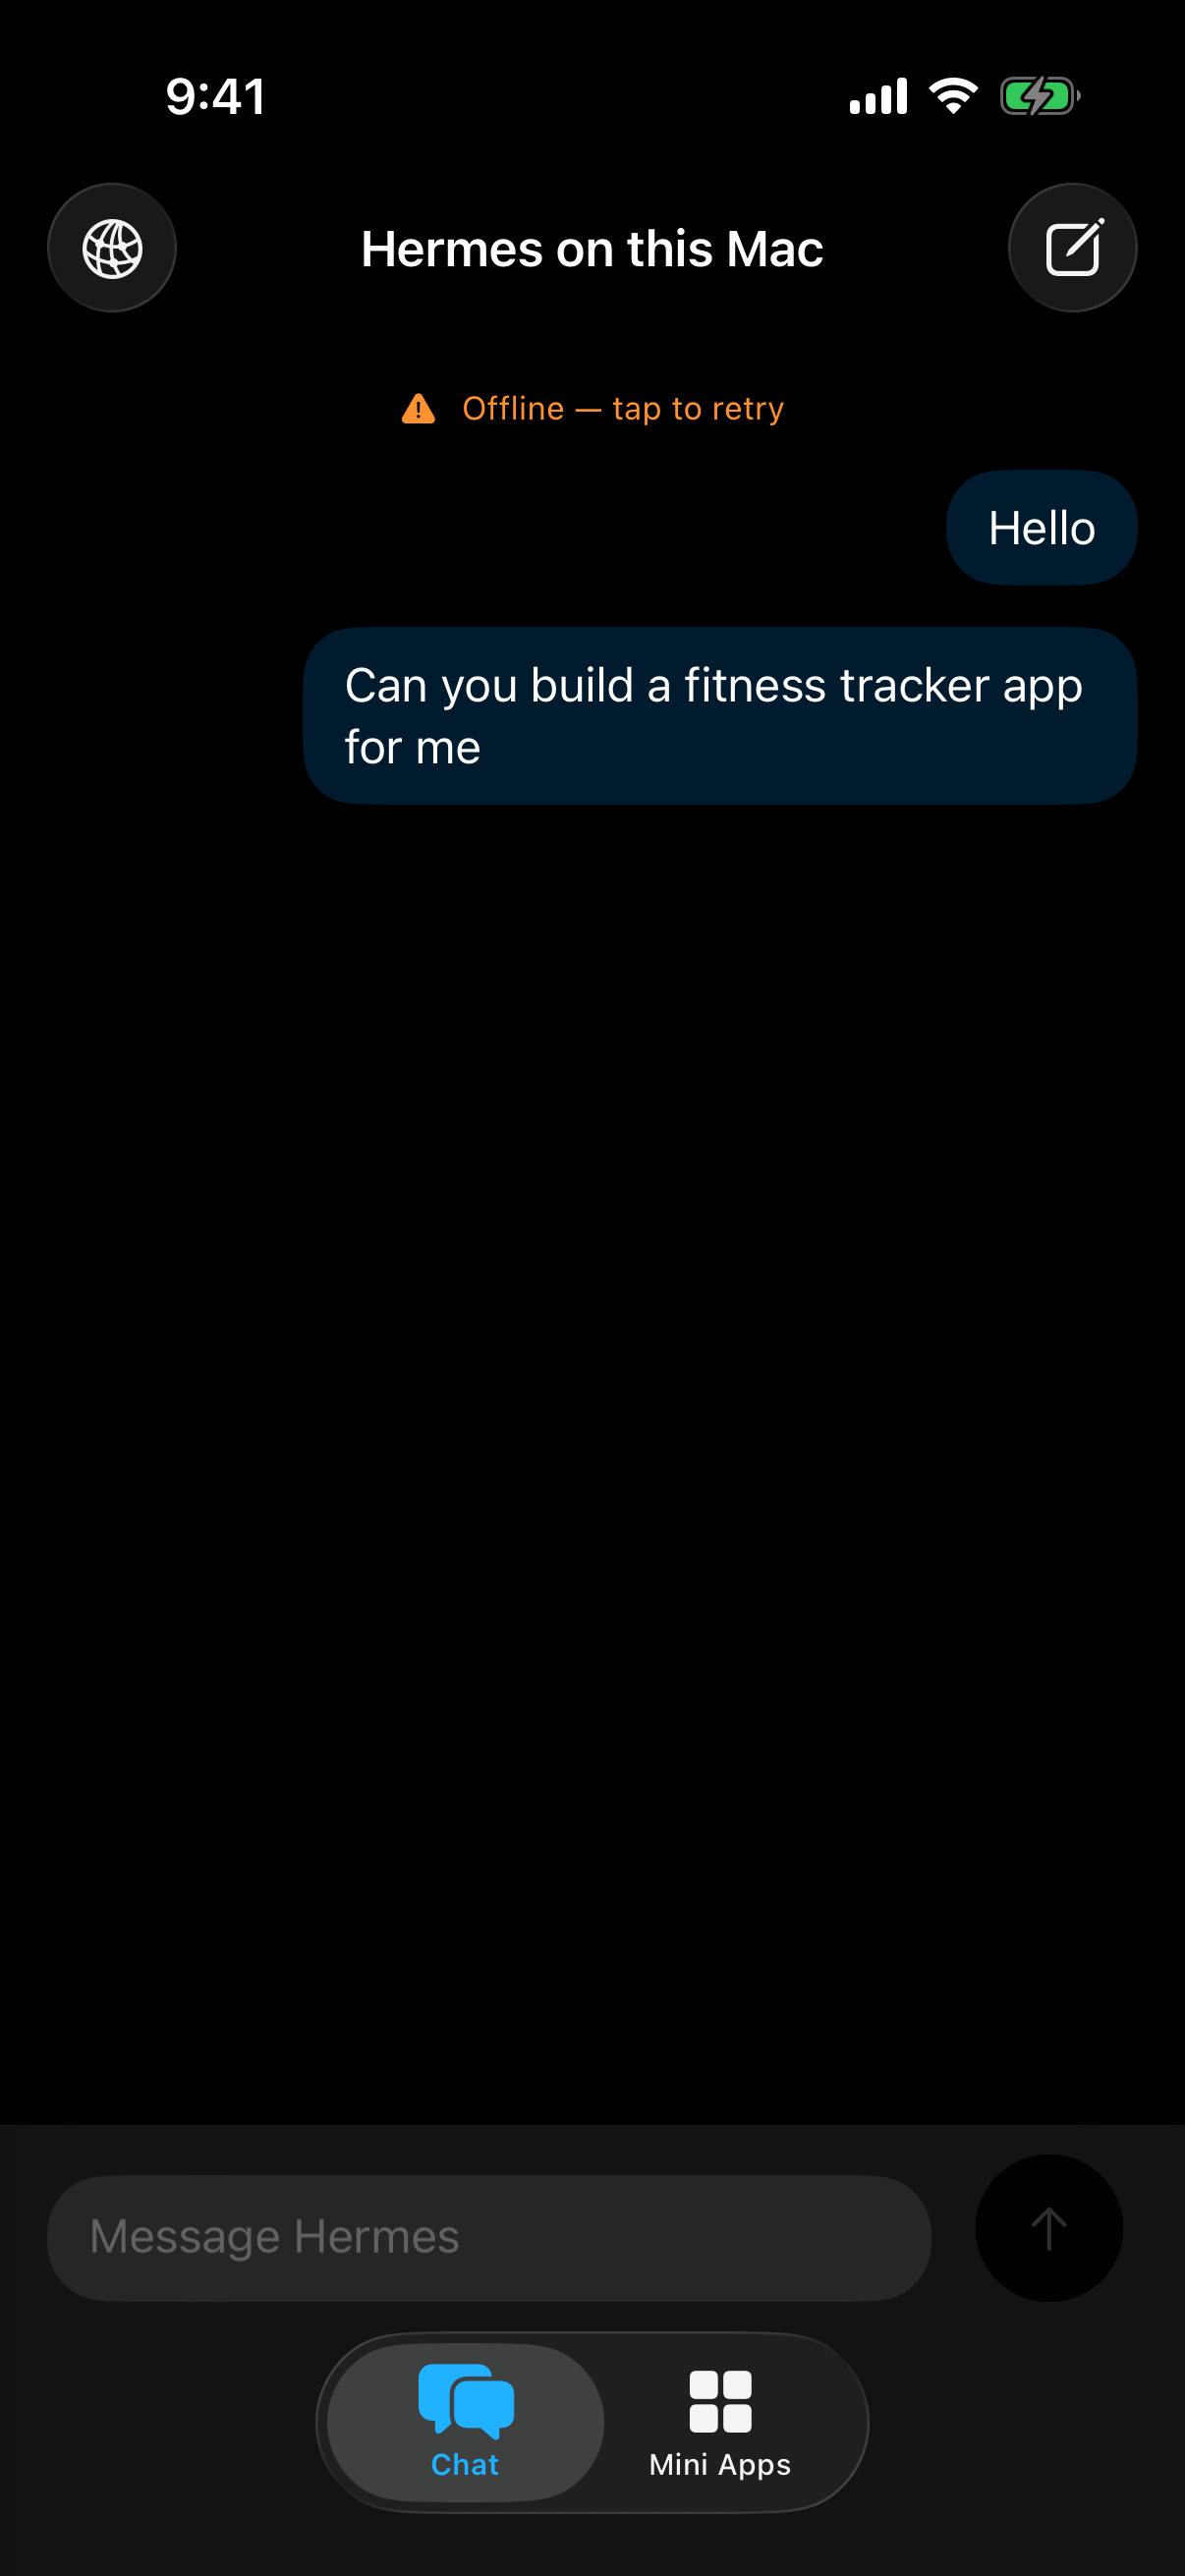 9:41
Hermes on this Mac
Offline — tap to retry
Hello
Can you build a fitness tracker app
for me
Message Hermes
Chat
Mini Apps